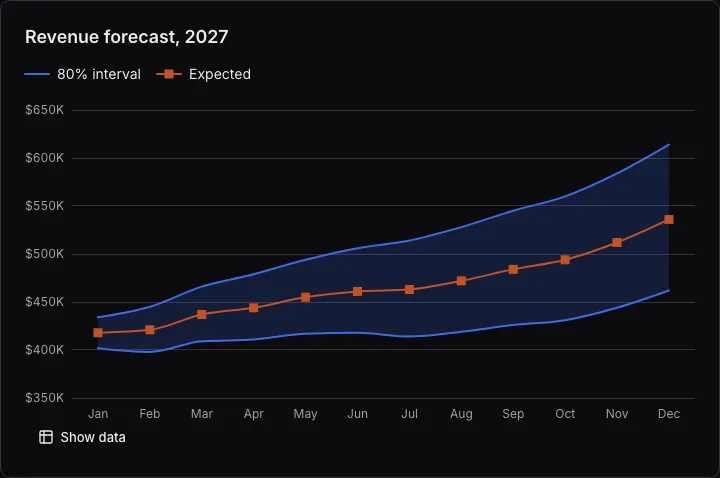 Revenue forecast, 2027
80% interval Expected
$650K
$600K
$550K
$500K
$450K
$400K
$350K
Jan Feb Mar Apr May Jun Jul Aug Sep Oct Nov Dec
Show data